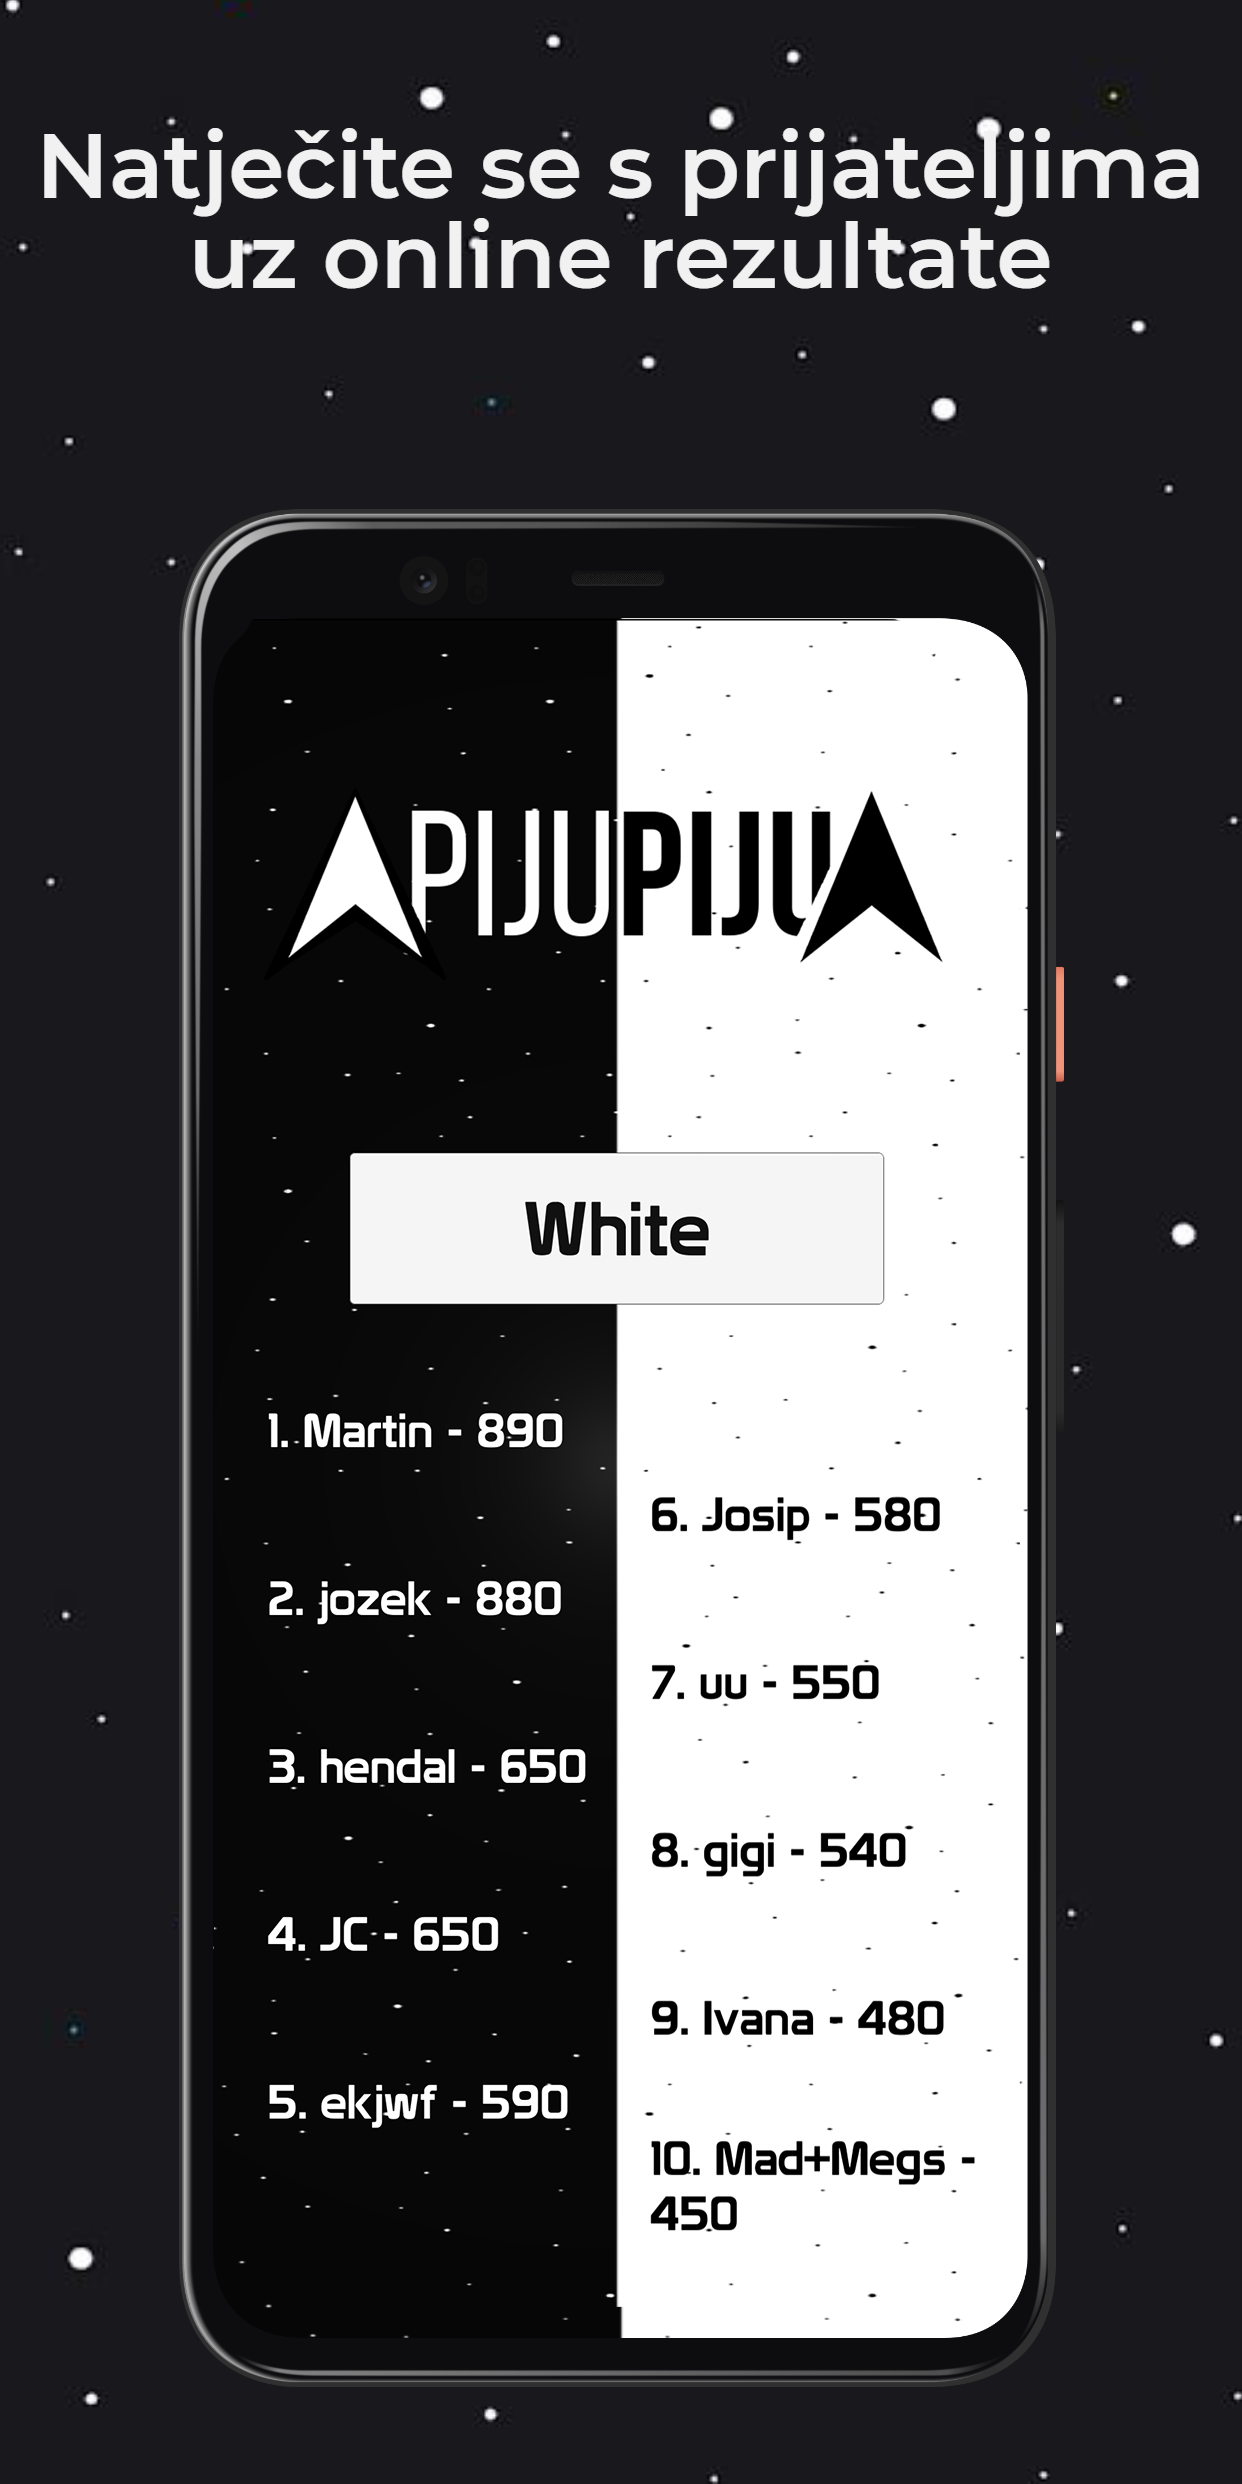 Natječite se s prijateljima
uz online rezultate
PIJUPIJU
White
1. Martin - 890
2. jozek - 880
3. hendal - 650
4. JC - 650
5. ekjwf - 590
6. Josip - 580
7. uu - 550
8. gigi - 540
9. Ivana - 480
10. Mad+Megs -
450